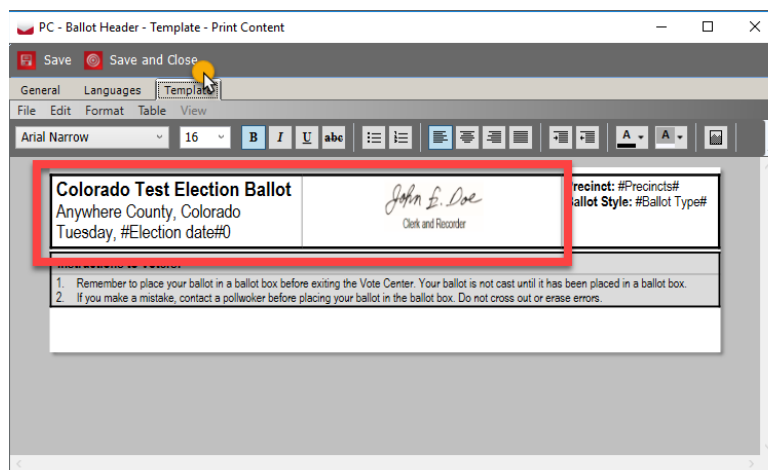 PC - Ballot Header - Template - Print Content
Save Save and Close
General Languages Template
File Edit Format Table View
Arial Narrow 16 B I U abc A A
Colorado Test Election Ballot
Anywhere County, Colorado
Tuesday, #Election date#0
John E. Doe
Clerk and Recorder
Precinct: #Precincts#
Ballot Style: #Ballot Type#
Instructions to Voters:
1. Remember to place your ballot in a ballot box before exiting the Vote Center. Your ballot is not cast until it has been placed in a ballot box.
2. If you make a mistake, contact a pollwoker before placing your ballot in the ballot box. Do not cross out or erase errors.